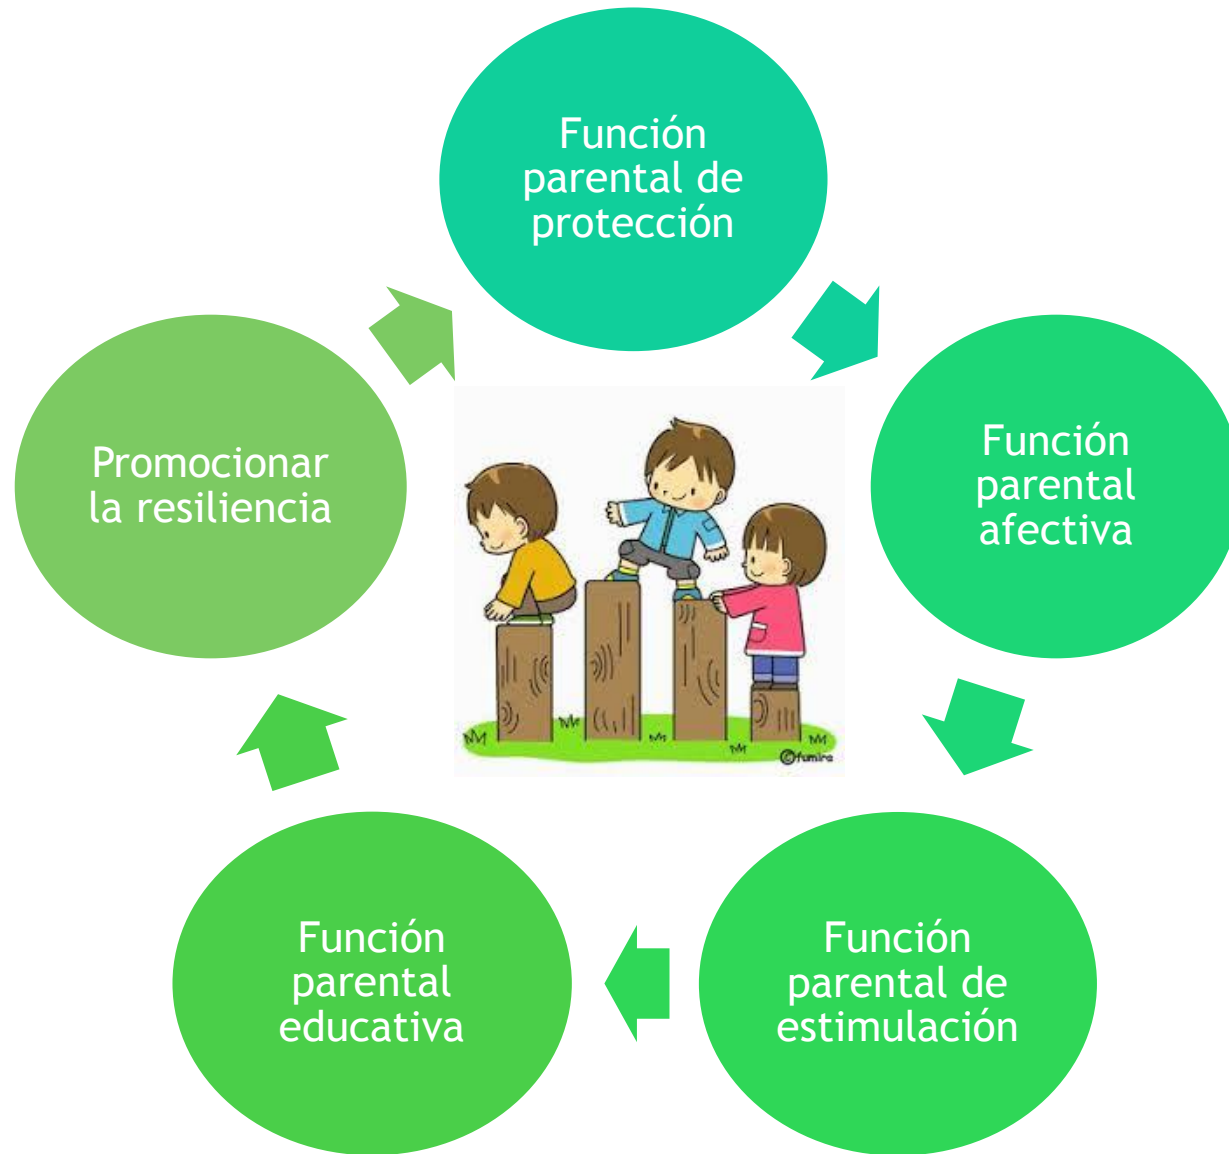 Función
parental de
protección
Función
parental
afectiva
Función
parental de
estimulación
Función
parental
educativa
Promocionar
la resiliencia
©fumira